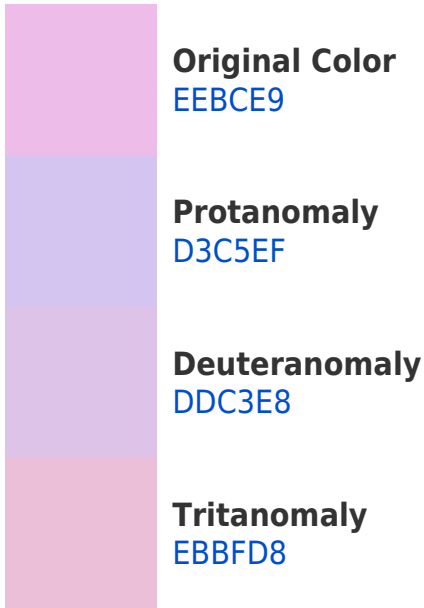 Original Color
EEBCE9
Protanomaly
D3C5EF
Deuteranomaly
DDC3E8
Tritanomaly
EBBFD8